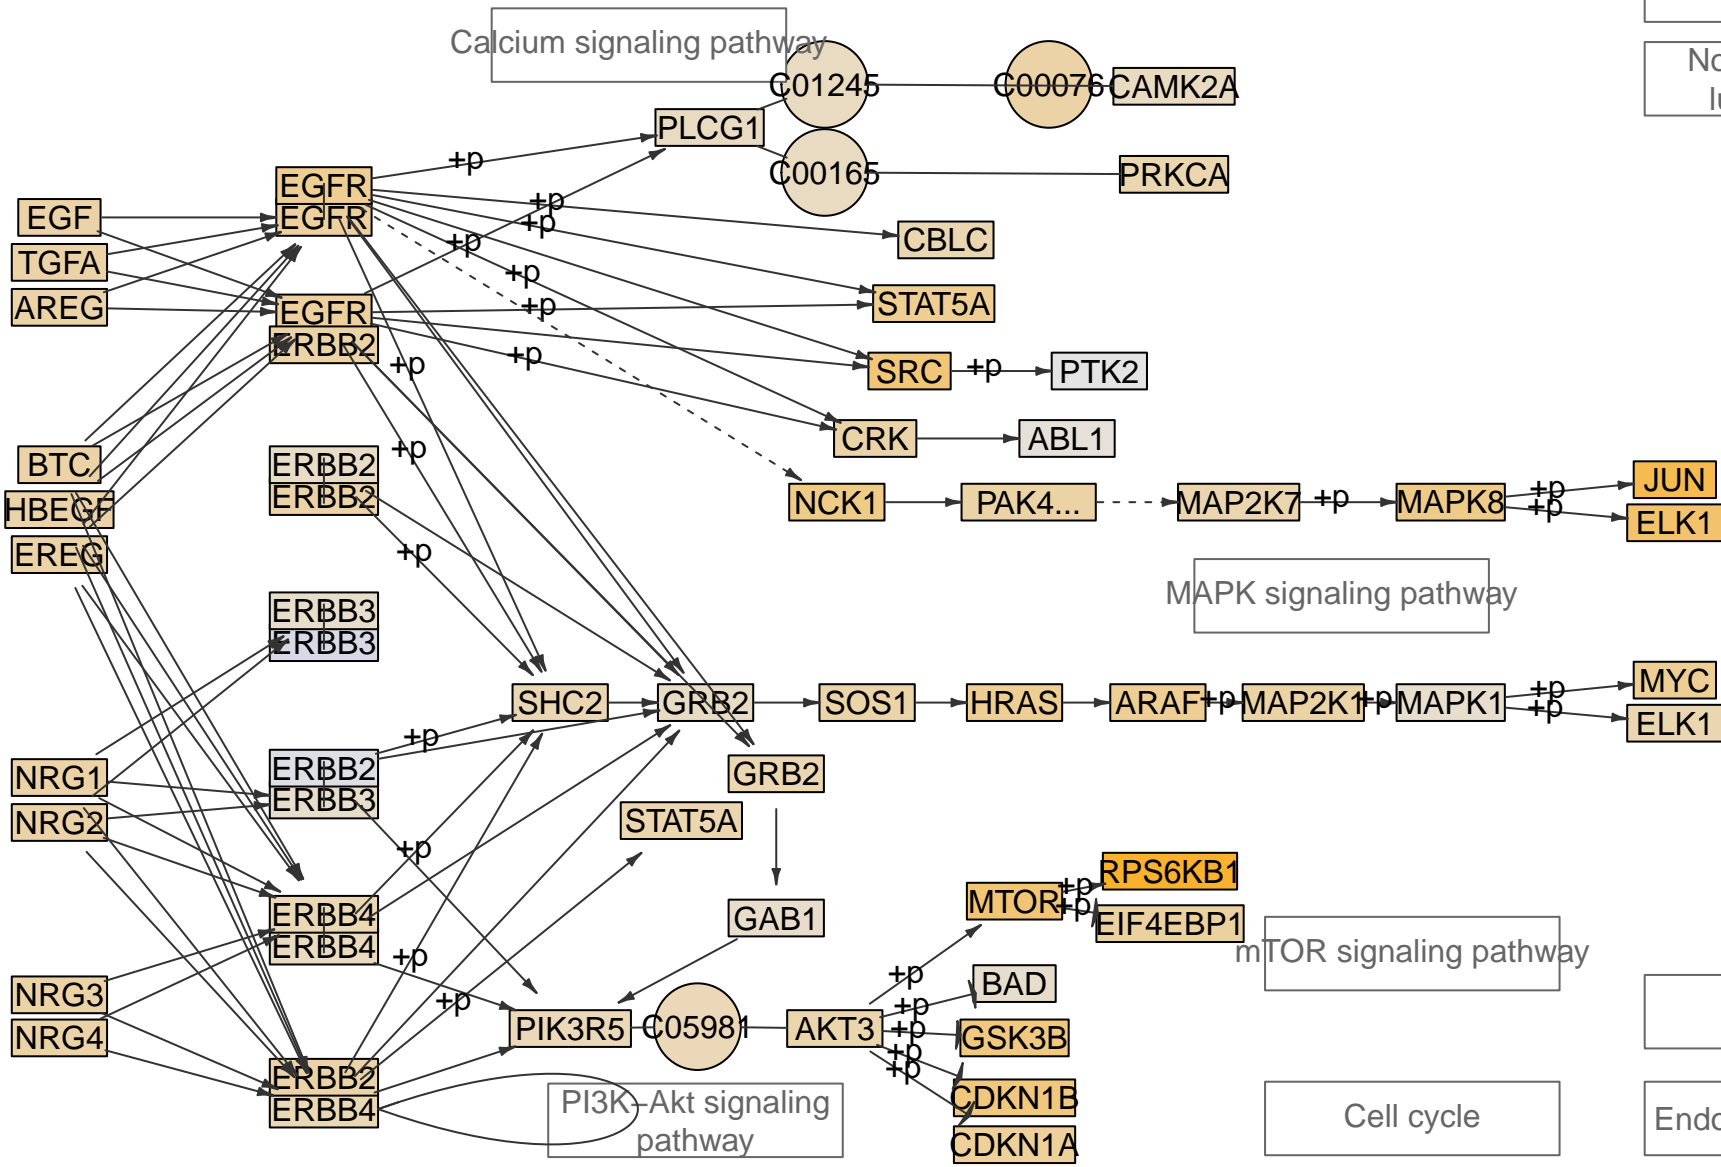 Calcium signaling pathway
No
lu
C01245
C00076
CAMK2A
PLCG1
+p
C00165
PRKCA
EGFR
EGFR
EGF
+p
+p
CBLC
TGFA
+p
+p
STAT5A
AREG
EGFR
+p
ERBB2
+p
+p
SRC
+p
PTK2
CRK
ABL1
+p
BTC
ERBB2
ERBB2
HBEGF
NCK1
PAK4...
MAP2K7
+p
MAPK8
+p
+p
JUN
ELK1
EREG
+p
MAPK signaling pathway
ERBB3
ERBB3
SHC2
GRB2
SOS1
HRAS
ARAF
+p
MAP2K1
+p
MAPK1
+p
+p
MYC
ELK1
+p
NRG1
ERBB2
ERBB3
GRB2
NRG2
STAT5A
+p
MTOR
+p
+p
RPS6KB1
EIF4EBP1
ERBB4
ERBB4
GAB1
mTOR signaling pathway
+p
+p
BAD
NRG3
+p
+p
NRG4
PIK3R5
C05981
AKT3
+p
GSK3B
+p
+p
ERBB2
ERBB4
PI3K-Akt signaling
pathway
CDKN1B
CDKN1A
Cell cycle
Endo